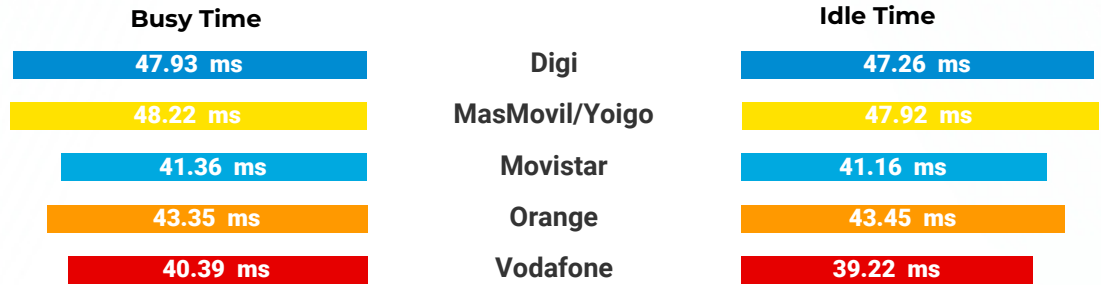 Busy Time Idle Time
47.93 ms Digi 47.26 ms
48.22 ms MasMovil/Yoigo 47.92 ms
41.36 ms Movistar 41.16 ms
43.35 ms Orange 43.45 ms
40.39 ms Vodafone 39.22 ms